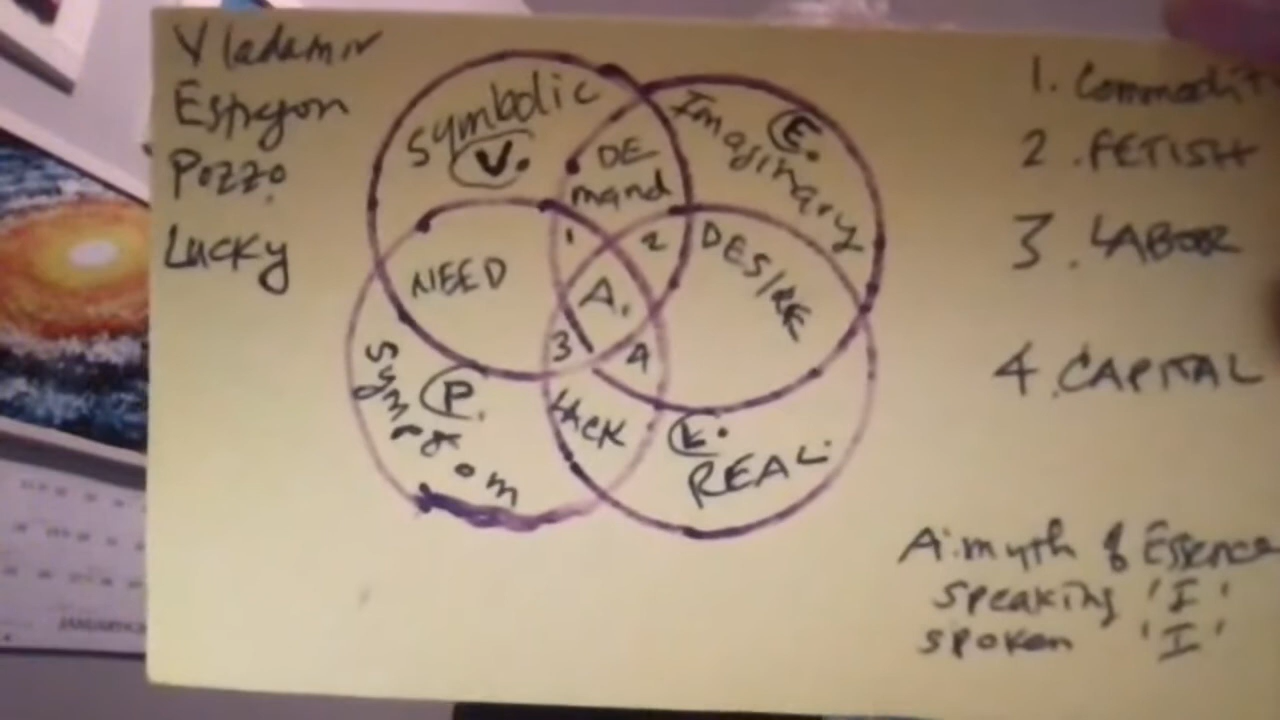 Vladamir
Estragon
Pozzo
Lucky
Symbolic
V.
DE
mand
Imaginary
E.
1
2
DESIRE
NEED
A.
3
4
Symptom
P.
LACK
L.
REAL
1. Commodit
2. FETISH
3. LABOR
4. CAPITAL
A: myth of Essence
speaking 'I'
spoken 'I'
JANUARY